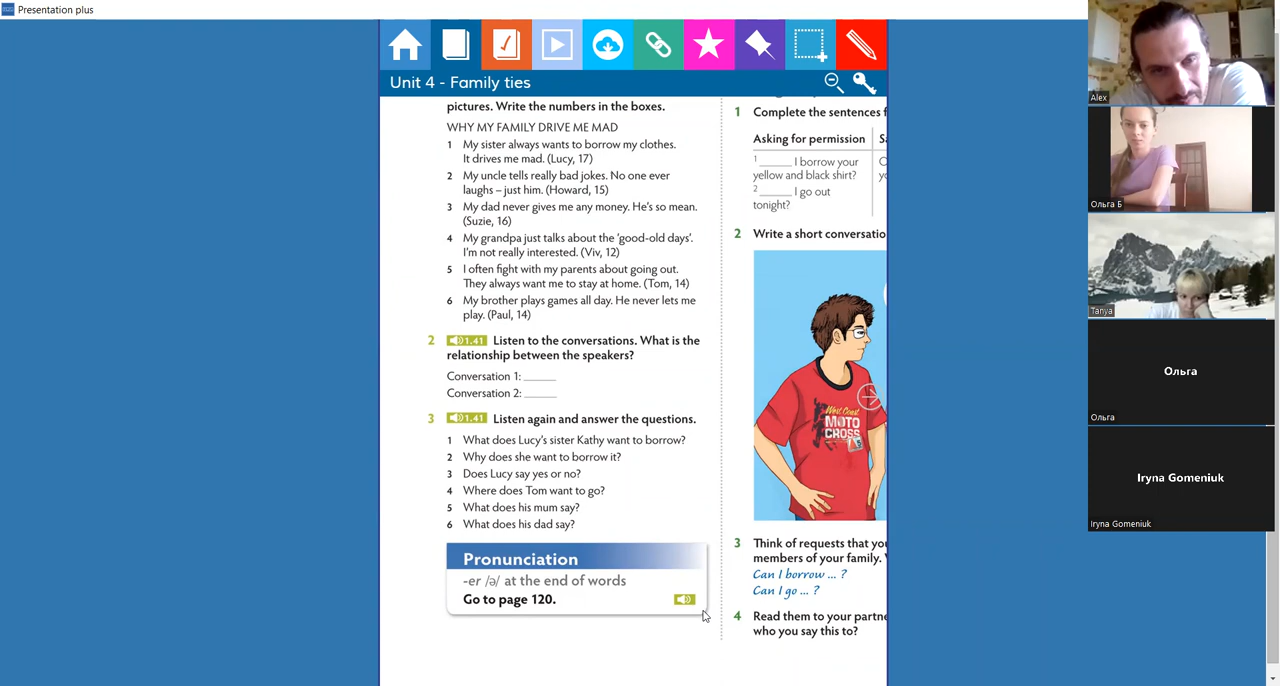 Presentation plus
Unit 4 - Family ties
pictures. Write the numbers in the boxes.
WHY MY FAMILY DRIVE ME MAD
1 My sister always wants to borrow my clothes.
It drives me mad. (Lucy, 17)
2 My uncle tells really bad jokes. No one ever
laughs – just him. (Howard, 15)
3 My dad never gives me any money. He's so mean.
(Suzie, 16)
4 My grandpa just talks about the 'good-old days'.
I'm not really interested. (Viv, 12)
5 I often fight with my parents about going out.
They always want me to stay at home. (Tom, 14)
6 My brother plays games all day. He never lets me
play. (Paul, 14)
2 1.41 Listen to the conversations. What is the
relationship between the speakers?
Conversation 1: _____
Conversation 2: _____
3 1.41 Listen again and answer the questions.
1 What does Lucy's sister Kathy want to borrow?
2 Why does she want to borrow it?
3 Does Lucy say yes or no?
4 Where does Tom want to go?
5 What does his mum say?
6 What does his dad say?
Pronunciation
-er /ə/ at the end of words
Go to page 120.
1 Complete the sentences f
Asking for permission
1 _____ I borrow your
yellow and black shirt?
2 _____ I go out
tonight?
2 Write a short conversatio
West Coast
MOTO
CROSS
3 Think of requests that you
members of your family.
Can I borrow ... ?
Can I go ... ?
4 Read them to your partne
who you say this to?
Alex
Ольга Б
Tanya
Ольга
Ольга
Iryna Gomeniuk
Iryna Gomeniuk